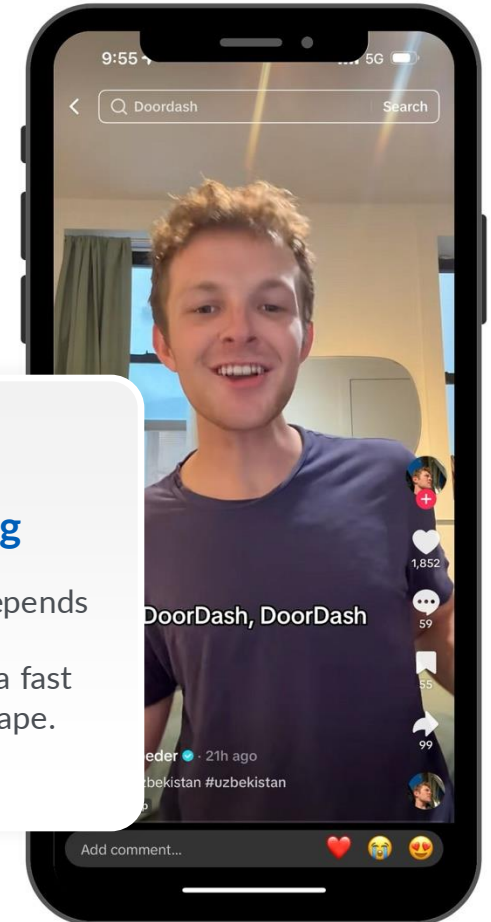 9:55
5G
Doordash
Search
g
epends
a fast
ape.
1,852
DoorDash, DoorDash
59
55
99
eder · 21h ago
zbekistan #uzbekistan
Add comment...